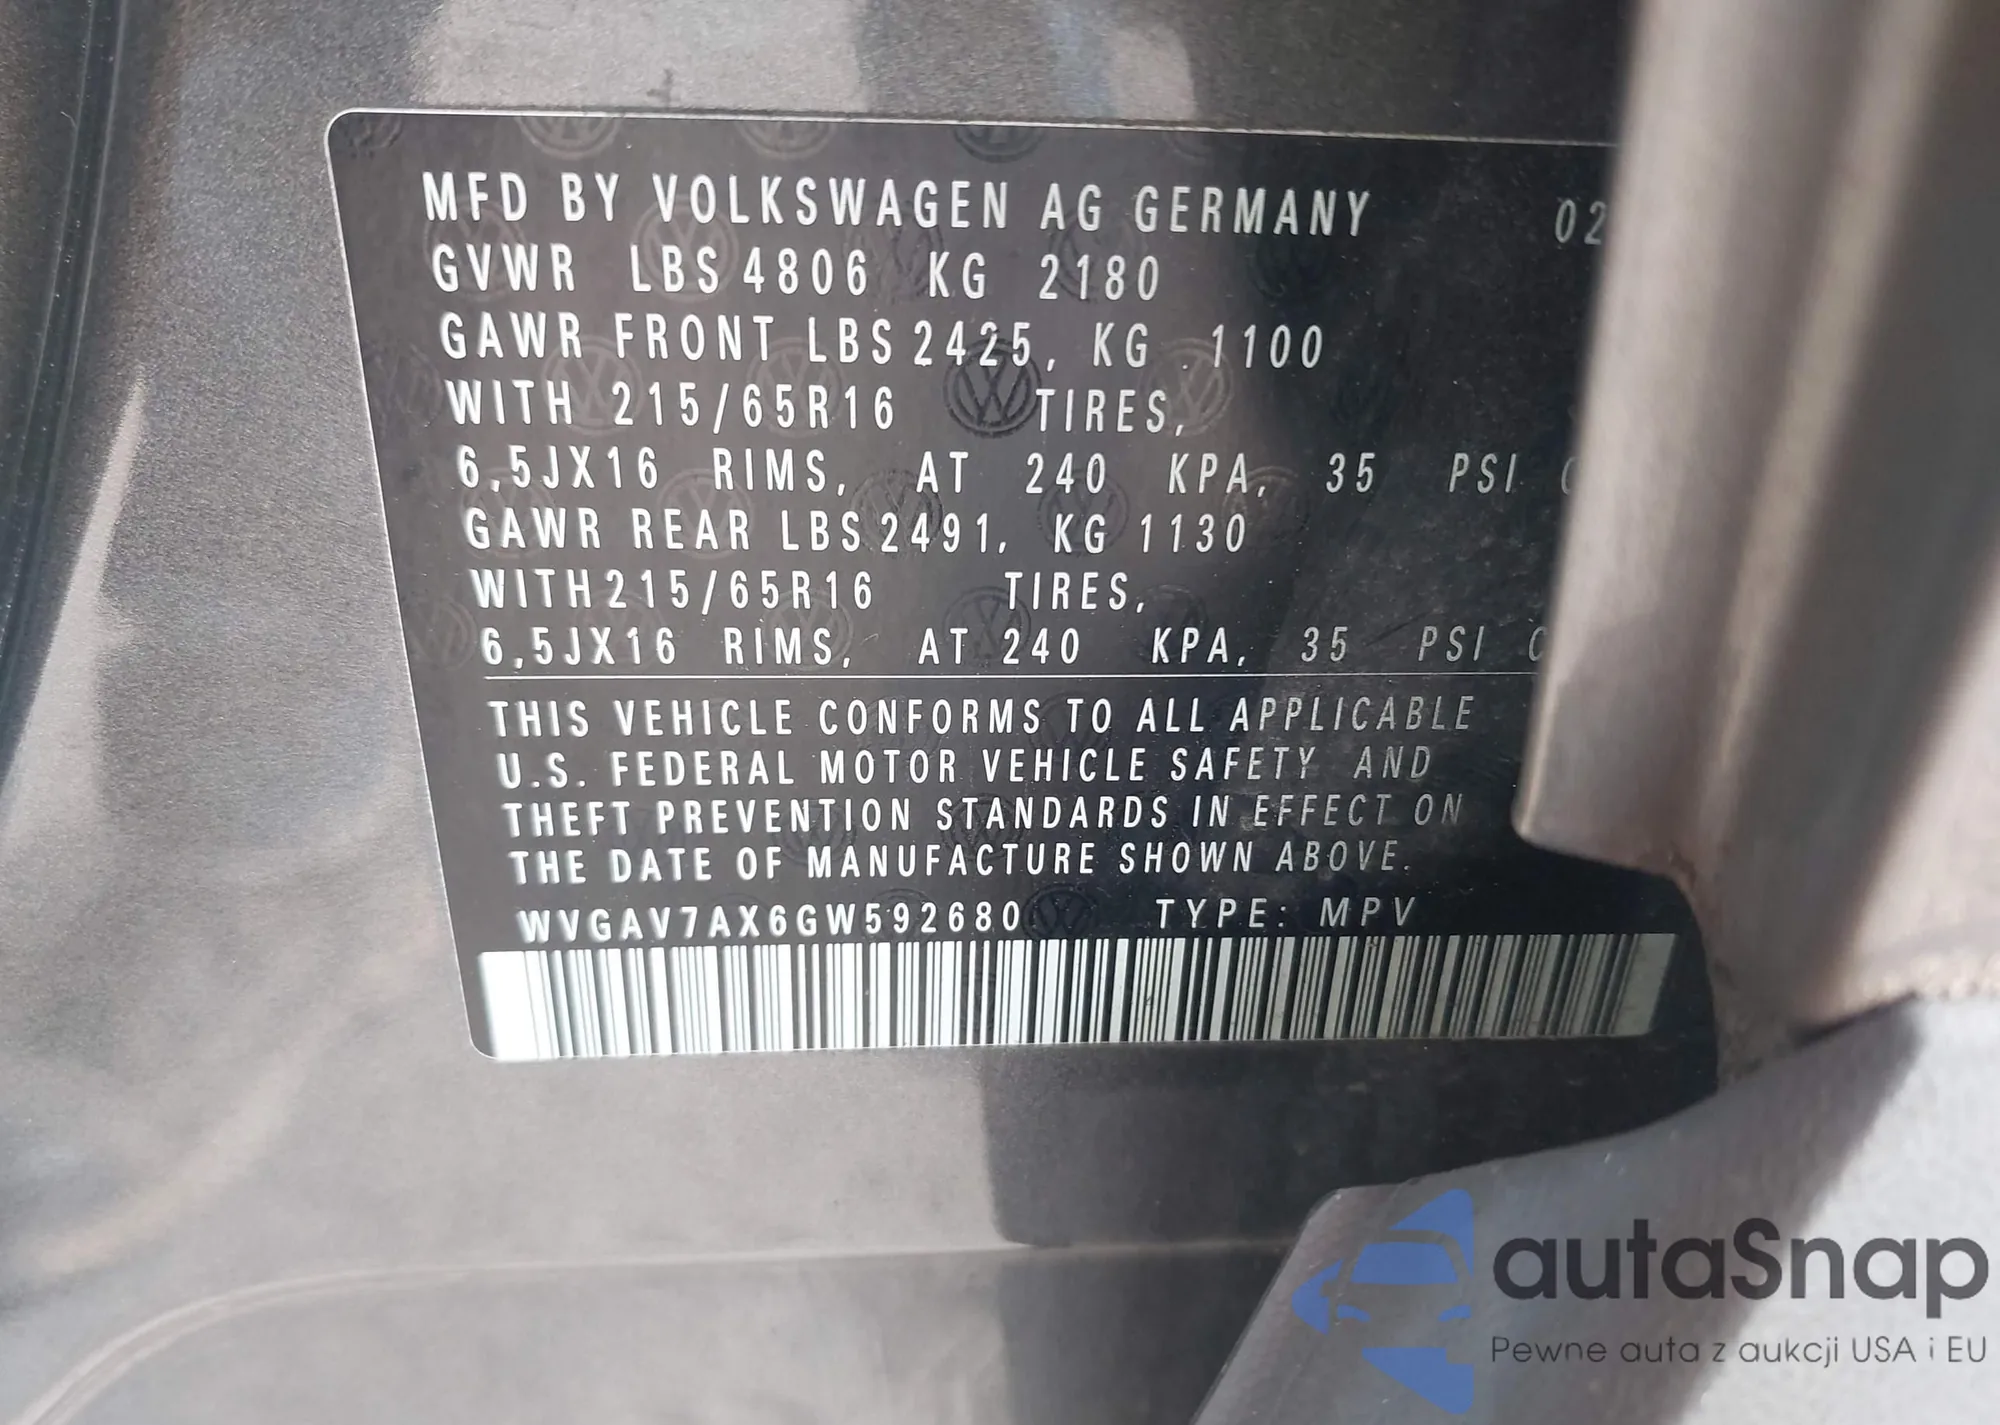 MFD BY VOLKSWAGEN AG GERMANY 02
GVWR LBS 4806 KG 2180
GAWR FRONT LBS 2425, KG 1100
WITH 215/65R16 TIRES,
6,5JX16 RIMS, AT 240 KPA, 35 PSI
GAWR REAR LBS 2491, KG 1130
WITH 215/65R16 TIRES,
6,5JX16 RIMS, AT 240 KPA, 35 PSI
THIS VEHICLE CONFORMS TO ALL APPLICABLE
U.S. FEDERAL MOTOR VEHICLE SAFETY AND
THEFT PREVENTION STANDARDS IN EFFECT ON
THE DATE OF MANUFACTURE SHOWN ABOVE.
WVGAV7AX6GW592680 TYPE: MPV
autaSnap
Pewne auta z aukcji USA i EU